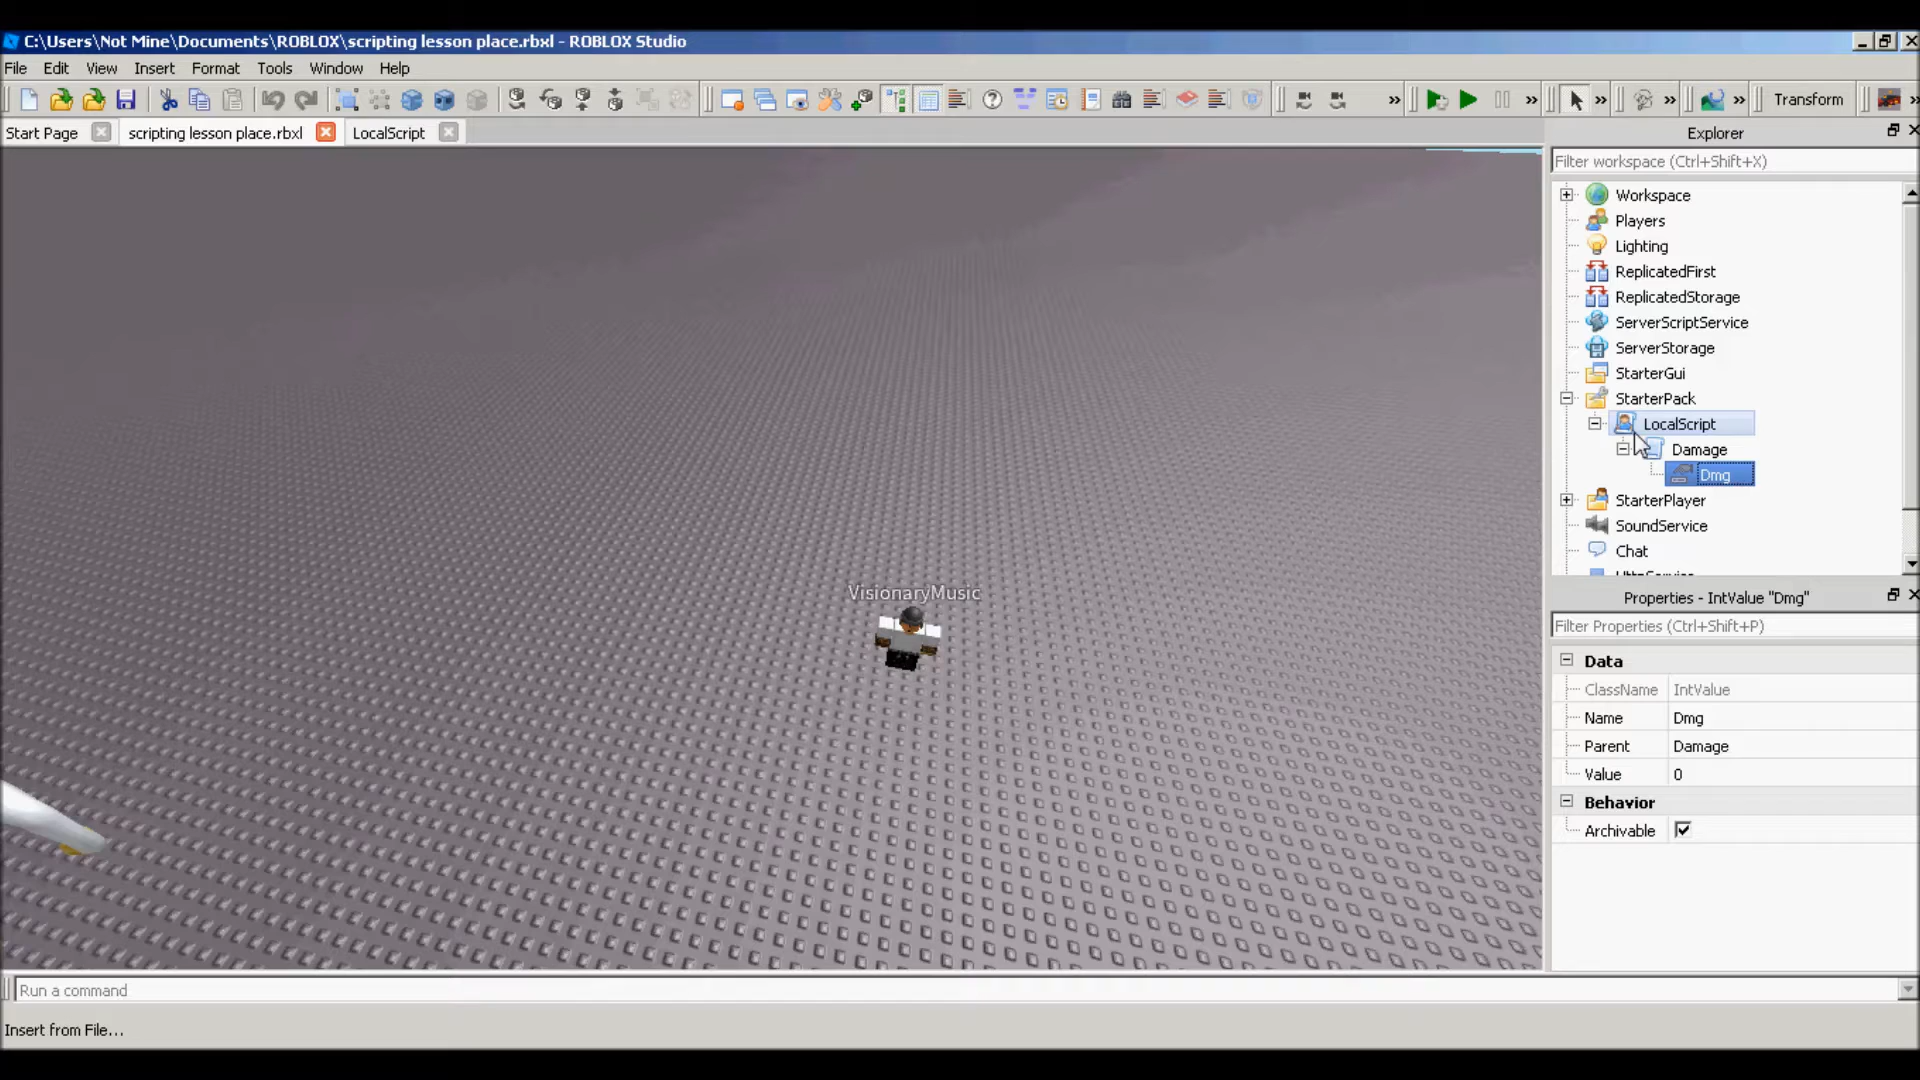 C:\Users\Not Mine\Documents\ROBLOX\scripting lesson place.rbxl - ROBLOX Studio
File Edit View Insert Format Tools Window Help
Transform
Start Page scripting lesson place.rbxl LocalScript
Explorer
Filter workspace (Ctrl+Shift+X)
Workspace
Players
Lighting
ReplicatedFirst
ReplicatedStorage
ServerScriptService
ServerStorage
StarterGui
StarterPack
LocalScript
Damage
Dmg
StarterPlayer
SoundService
Chat
VisionaryMusic
Properties - IntValue "Dmg"
Filter Properties (Ctrl+Shift+P)
Data
ClassName IntValue
Name Dmg
Parent Damage
Value 0
Behavior
Archivable
Run a command
Insert from File...